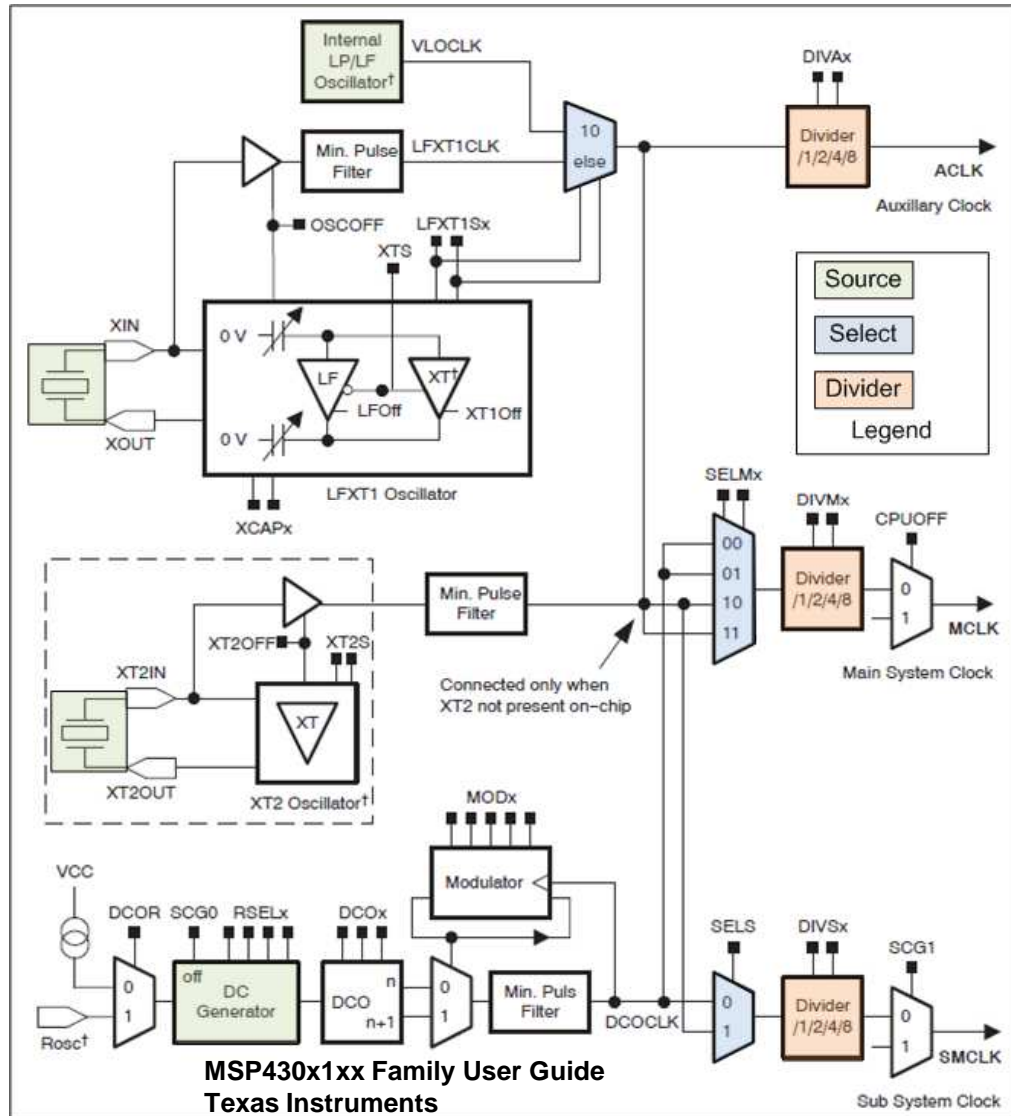 Internal
LP/LF
Oscillator†
VLOCLK
DIVAx
10
else
Divider
/1/2/4/8
ACLK
Auxillary Clock
Min. Pulse
Filter
LFXT1CLK
OSCOFF
LFXT1Sx
XTS
XIN
XOUT
0 V
LF
XT†
LFOff
XT1Off
0 V
LFXT1 Oscillator
XCAPx
Source
Select
Divider
Legend
SELMx
DIVMx
CPUOFF
00
01
10
11
Divider
/1/2/4/8
0
1
MCLK
Main System Clock
Min. Pulse
Filter
XT2OFF
XT2S
XT2IN
XT
XT2OUT
XT2 Oscillator†
Connected only when
XT2 not present on-chip
MODx
Modulator
VCC
DCOR
SCG0
RSELx
DCOx
0
1
Rosc†
off
DC
Generator
DCO
n
n+1
0
1
Min. Puls
Filter
DCOCLK
SELS
DIVSx
SCG1
0
1
Divider
/1/2/4/8
0
1
SMCLK
Sub System Clock
MSP430x1xx Family User Guide
Texas Instruments